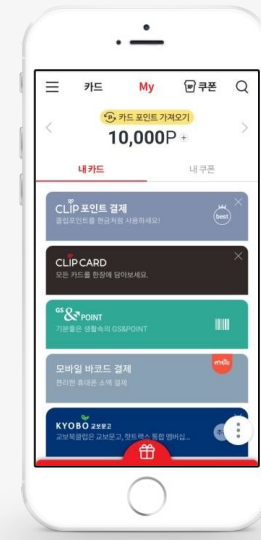 카드 My 쿠폰
카드 포인트 가져오기
10,000P +
내 카드 내 쿠폰
CLiP 포인트 결제
클립포인트를 현금처럼 사용하세요!
best
CLiP CARD
모든 카드를 한장에 담아보세요.
GS& POINT
기분좋은 생활속의 GS&POINT
모바일 바코드 결제
편리한 휴대폰 소액 결제
KYOBO 교보문고
교보북클럽은 교보문고, 핫트랙스 통합 멤버십...